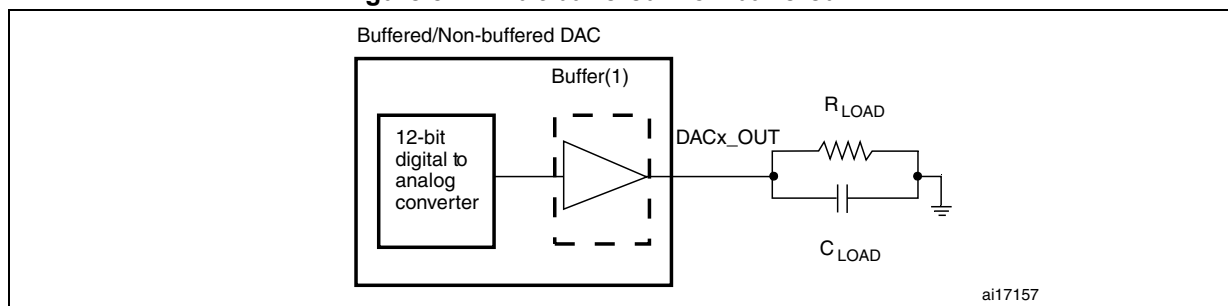 Buffered/Non-buffered DAC
Buffer(1)
12-bit
digital to
analog
converter
DACx_OUT
R LOAD
C LOAD
ai17157